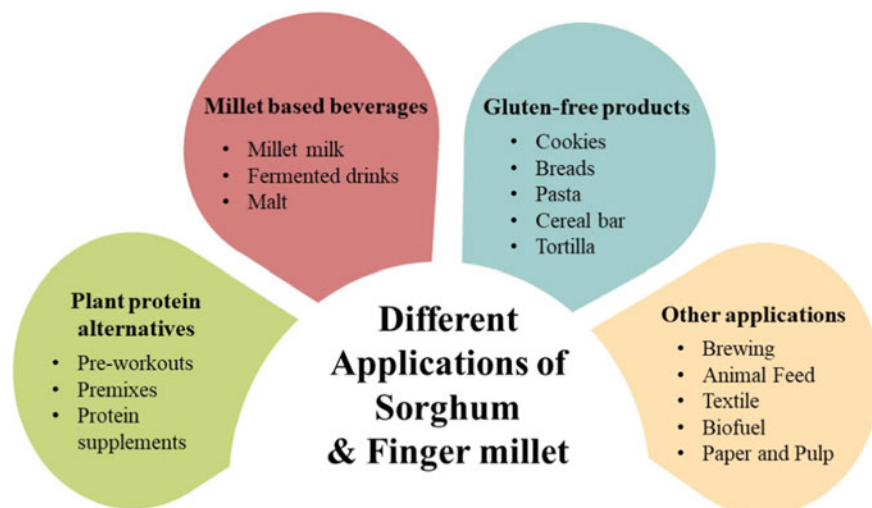 Millet based beverages
• Millet milk
• Fermented drinks
• Malt
Gluten-free products
• Cookies
• Breads
• Pasta
• Cereal bar
• Tortilla
Plant protein
alternatives
• Pre-workouts
• Premixes
• Protein
supplements
Different
Applications of
Sorghum
& Finger millet
Other applications
• Brewing
• Animal Feed
• Textile
• Biofuel
• Paper and Pulp